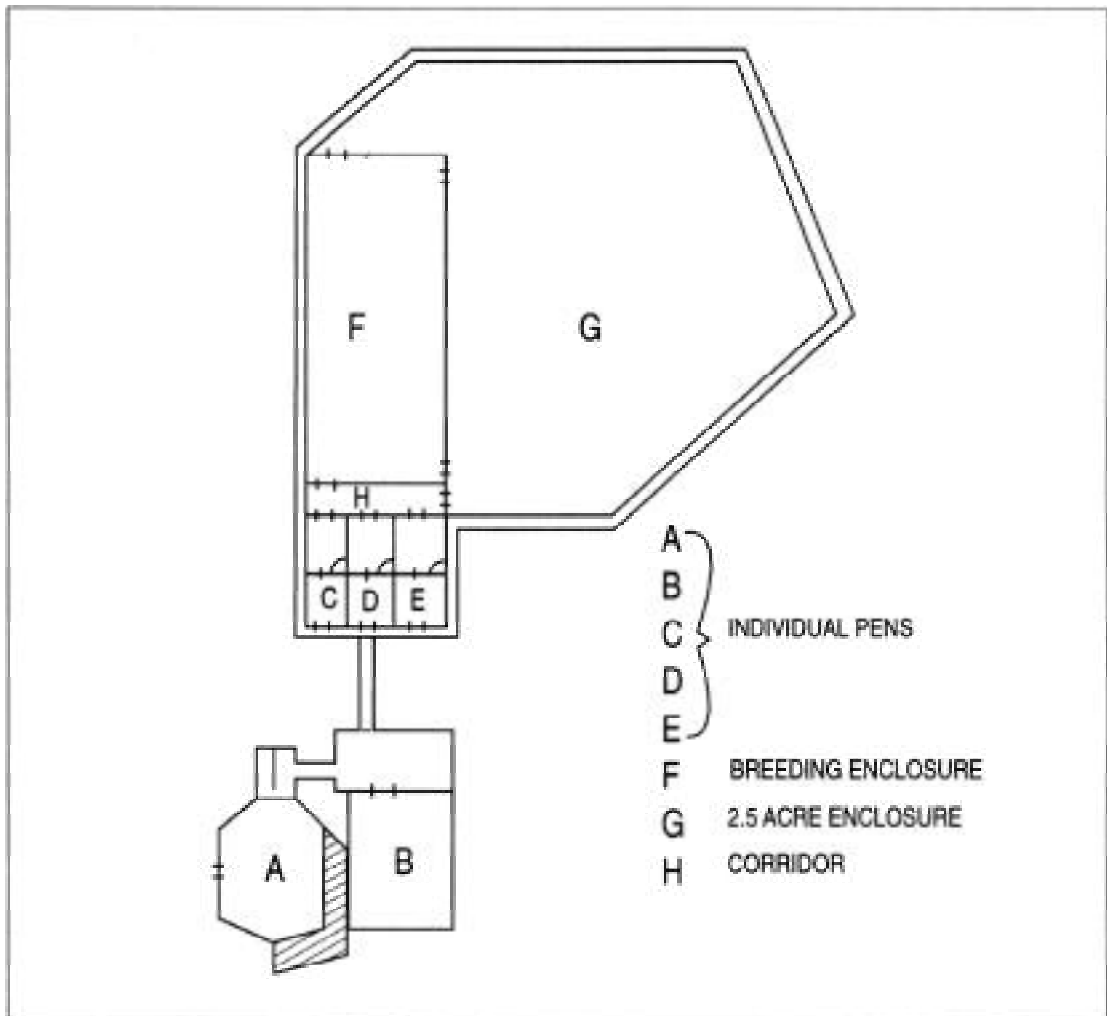 F
G
H
C D E
A
B
C
INDIVIDUAL PENS
D
E
F BREEDING ENCLOSURE
G 2.5 ACRE ENCLOSURE
H CORRIDOR
A
B